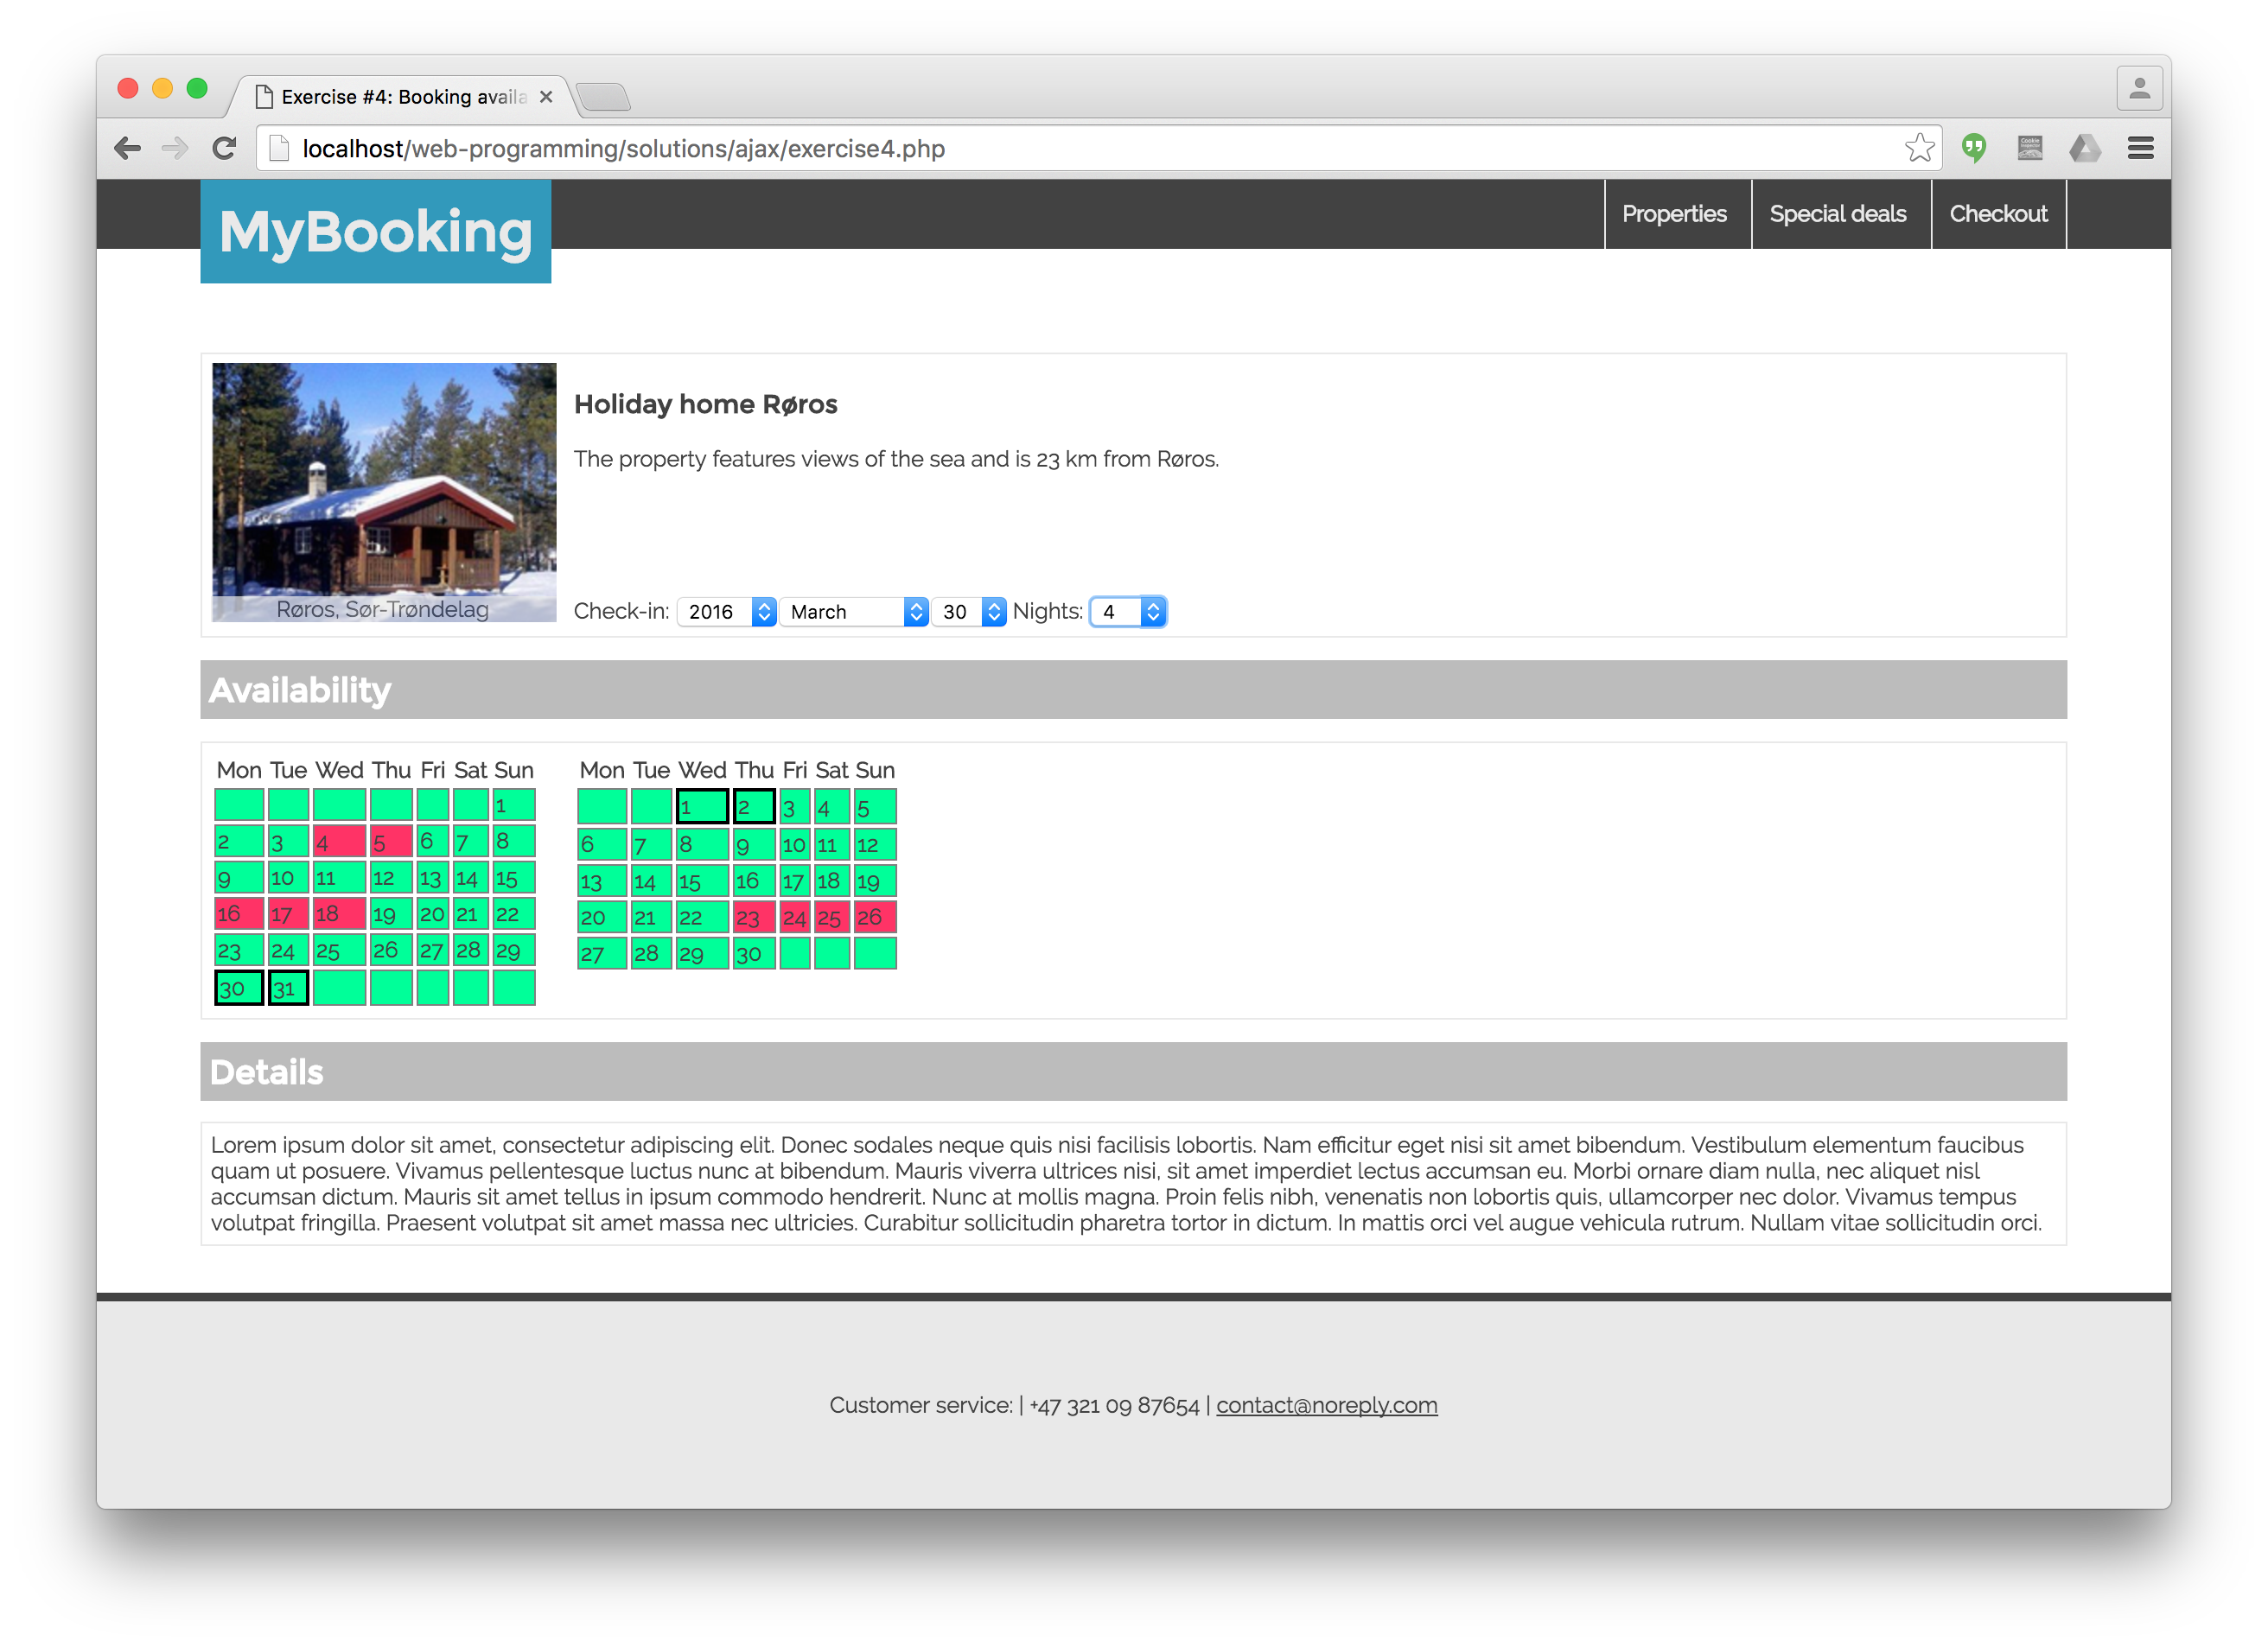 Exercise #4: Booking availa
localhost/web-programming/solutions/ajax/exercise4.php
MyBooking
Properties
Special deals
Checkout
Holiday home Røros
The property features views of the sea and is 23 km from Røros.
Røros, Sør-Trøndelag
Check-in: 2016 March 30 Nights: 4
Availability
Mon Tue Wed Thu Fri Sat Sun
1
2 3 4 5 6 7 8
9 10 11 12 13 14 15
16 17 18 19 20 21 22
23 24 25 26 27 28 29
30 31
Mon Tue Wed Thu Fri Sat Sun
1 2 3 4 5
6 7 8 9 10 11 12
13 14 15 16 17 18 19
20 21 22 23 24 25 26
27 28 29 30
Details
Lorem ipsum dolor sit amet, consectetur adipiscing elit. Donec sodales neque quis nisi facilisis lobortis. Nam efficitur eget nisi sit amet bibendum. Vestibulum elementum faucibus
quam ut posuere. Vivamus pellentesque luctus nunc at bibendum. Mauris viverra ultrices nisi, sit amet imperdiet lectus accumsan eu. Morbi ornare diam nulla, nec aliquet nisl
accumsan dictum. Mauris sit amet tellus in ipsum commodo hendrerit. Nunc at mollis magna. Proin felis nibh, venenatis non lobortis quis, ullamcorper nec dolor. Vivamus tempus
volutpat fringilla. Praesent volutpat sit amet massa nec ultricies. Curabitur sollicitudin pharetra tortor in dictum. In mattis orci vel augue vehicula rutrum. Nullam vitae sollicitudin orci.
Customer service: | +47 321 09 87654 | contact@noreply.com